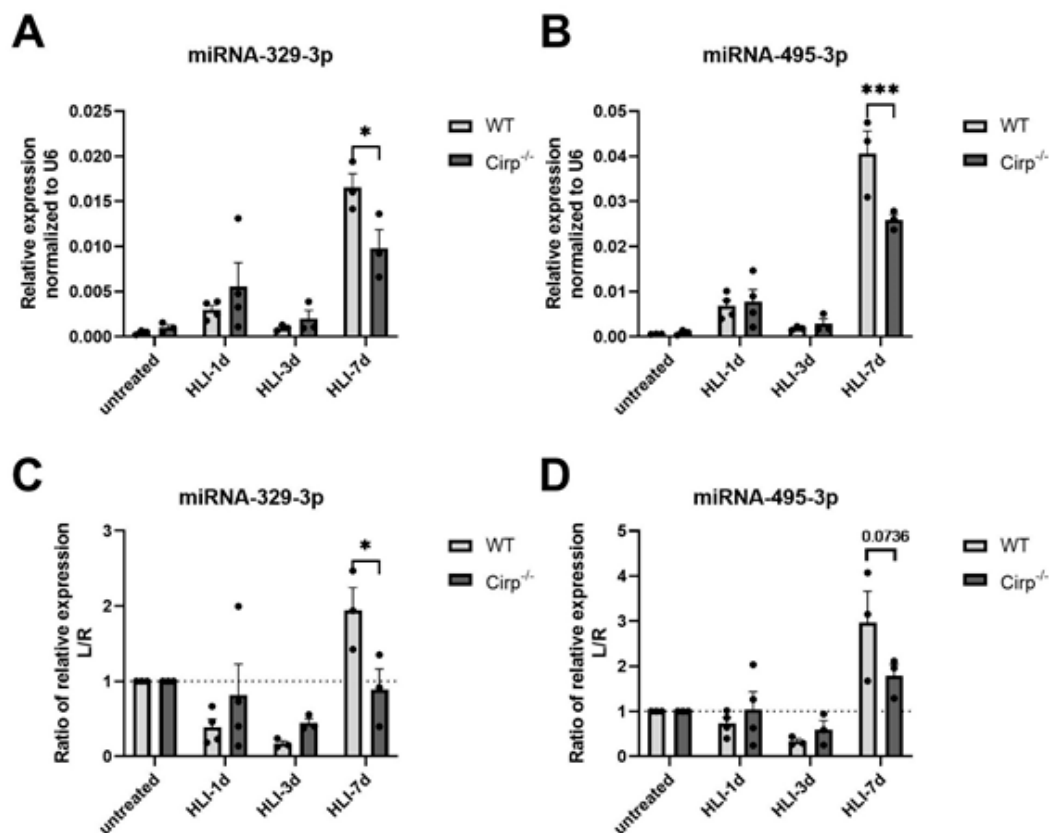 A
miRNA-329-3p
Relative expression
normalized to U6
0.025
0.020
0.015
0.010
0.005
0.000
*
WT
Cirp-/-
untreated
HLI-1d
HLI-3d
HLI-7d
B
miRNA-495-3p
Relative expression
normalized to U6
0.05
0.04
0.03
0.02
0.01
0.00
***
WT
Cirp-/-
untreated
HLI-1d
HLI-3d
HLI-7d
C
miRNA-329-3p
Ratio of relative expression
L/R
3
2
1
0
*
WT
Cirp-/-
untreated
HLI-1d
HLI-3d
HLI-7d
D
miRNA-495-3p
Ratio of relative expression
L/R
5
4
3
2
1
0
0.0736
WT
Cirp-/-
untreated
HLI-1d
HLI-3d
HLI-7d